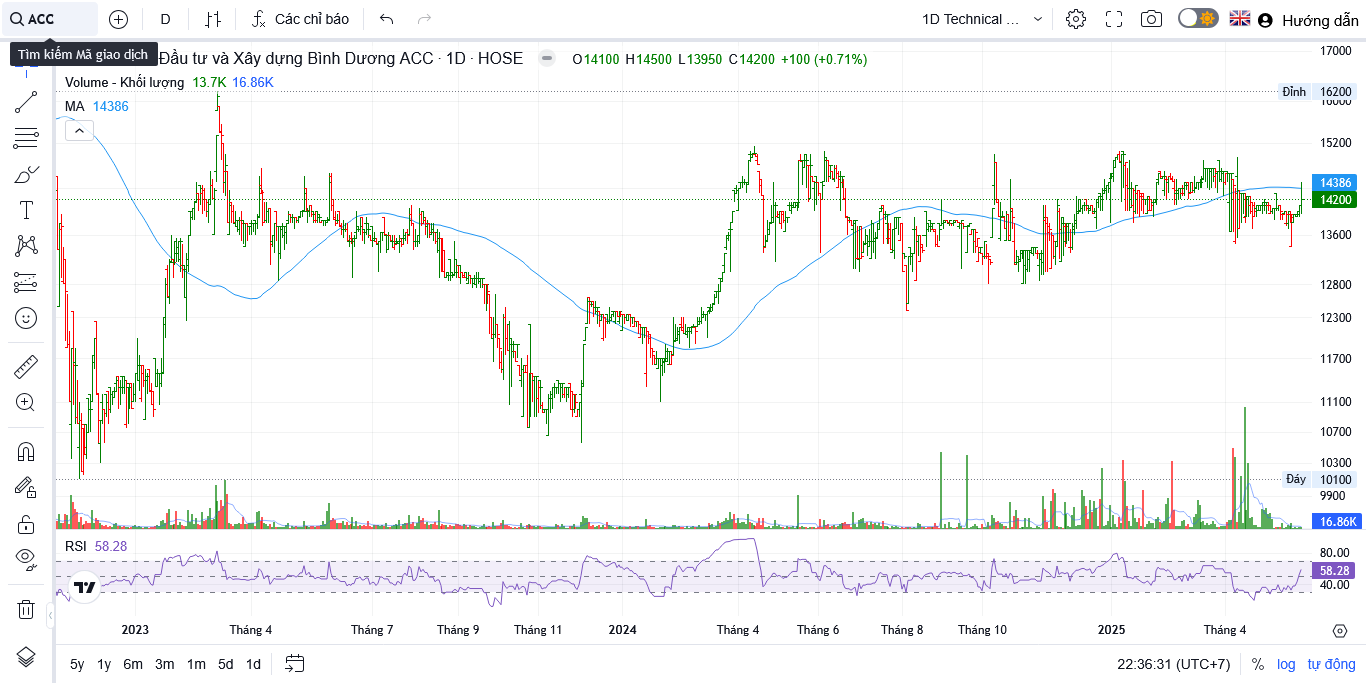 ACC
D
Các chỉ báo
1D Technical ...
Hướng dẫn
Tìm kiếm Mã giao dịch
Đầu tư và Xây dựng Bình Dương ACC · 1D · HOSE
O14100 H14500 L13950 C14200 +100 (+0.71%)
Volume - Khối lượng 13.7K 16.86K
MA 14386
17000
Đỉnh 16200
16000
15200
14386
14200
13600
12800
12300
11700
11100
10700
10300
Đáy 10100
9900
16.86K
RSI 58.28
80.00
58.28
40.00
2023 Tháng 4 Tháng 7 Tháng 9 Tháng 11 2024 Tháng 4 Tháng 6 Tháng 8 Tháng 10 2025 Tháng 4
5y 1y 6m 3m 1m 5d 1d
22:36:31 (UTC+7) % log tự động